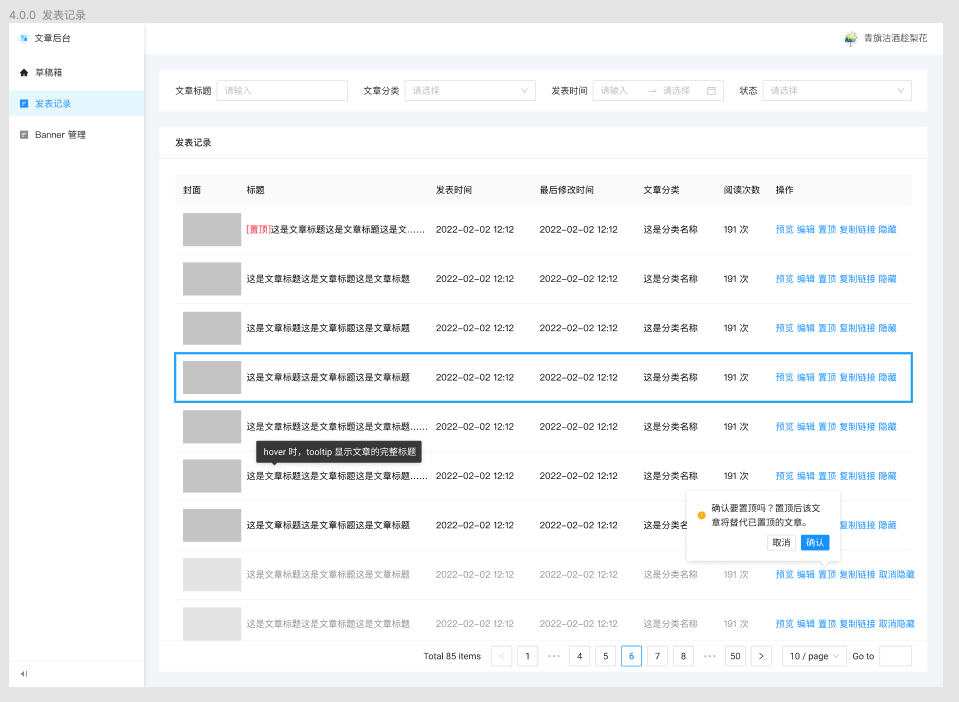 4.0.0 发表记录
文章后台
青旗沽酒趁梨花
草稿箱
发表记录
Banner 管理
文章标题 请输入 文章分类 请选择 发表时间 请输入 请选择 状态 请选择
发表记录
封面 标题 发表时间 最后修改时间 文章分类 阅读次数 操作
[置顶]这是文章标题这是文章标题这是文…… 2022-02-02 12:12 2022-02-02 12:12 这是分类名称 191 次 预览 编辑 置顶 复制链接 隐藏
这是文章标题这是文章标题这是文章标题 2022-02-02 12:12 2022-02-02 12:12 这是分类名称 191 次 预览 编辑 置顶 复制链接 隐藏
这是文章标题这是文章标题这是文章标题 2022-02-02 12:12 2022-02-02 12:12 这是分类名称 191 次 预览 编辑 置顶 复制链接 隐藏
这是文章标题这是文章标题这是文章标题 2022-02-02 12:12 2022-02-02 12:12 这是分类名称 191 次 预览 编辑 置顶 复制链接 隐藏
这是文章标题这是文章标题这是文章标题…… 2022-02-02 12:12 2022-02-02 12:12 这是分类名称 191 次 预览 编辑 置顶 复制链接 隐藏
hover 时，tooltip 显示文章的完整标题
这是文章标题这是文章标题这是文章标题…… 2022-02-02 12:12 2022-02-02 12:12 这是分类名称 191 次 预览 编辑 置顶 复制链接 隐藏
确认要置顶吗？置顶后该文
章将替代已置顶的文章。
取消 确认
这是文章标题这是文章标题这是文章标题 2022-02-02 12:12 2022-02-02 12:12 这是分类名 复制链接 隐藏
这是文章标题这是文章标题这是文章标题 2022-02-02 12:12 2022-02-02 12:12 这是分类名称 191 次 预览 编辑 置顶 复制链接 取消隐藏
这是文章标题这是文章标题这是文章标题 2022-02-02 12:12 2022-02-02 12:12 这是分类名称 191 次 预览 编辑 置顶 复制链接 取消隐藏
Total 85 items < 1 ••• 4 5 6 7 8 ••• 50 > 10 / page Go to